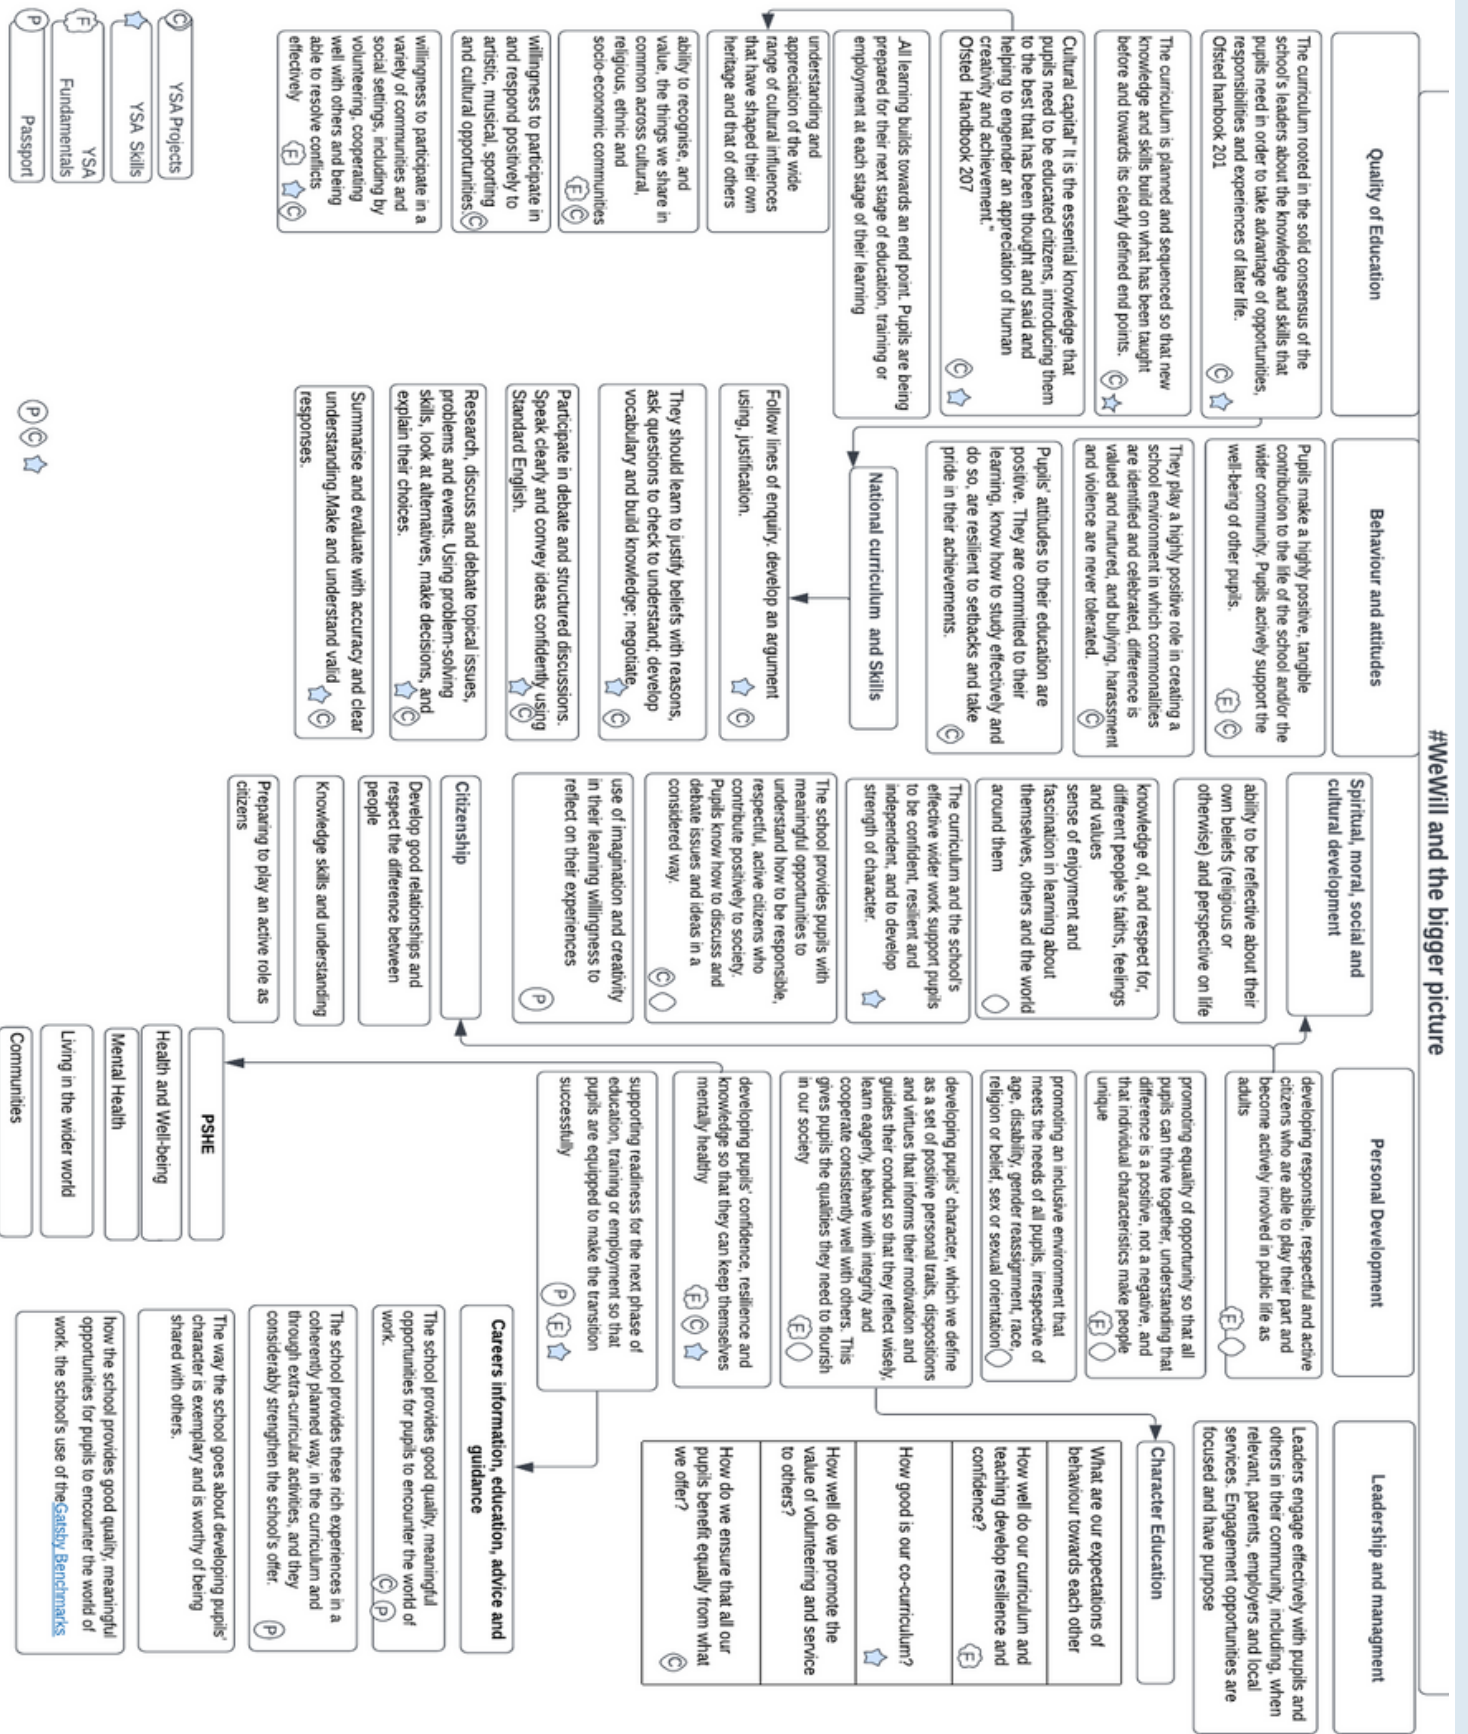 #WeWill and the bigger picture
Quality of Education
The curriculum rooted in the solid consensus of the
school's leaders about the knowledge and skills that
pupils need in order to take advantage of opportunities,
responsibilities and experiences of later life.
Ofsted hanbook 201
C
The curriculum is planned and sequenced so that new
knowledge and skills build on what has been taught
before and towards its clearly defined end points.
C
Cultural capital" It is the essential knowledge that
pupils need to be educated citizens, introducing them
to the best that has been thought and said and
helping to engender an appreciation of human
creativity and achievement."
Ofsted Handbook 207
C
.All learning builds towards an end point. Pupils are being
prepared for their next stage of education, training or
employment at each stage of their learning
understanding and
appreciation of the wide
range of cultural influences
that have shaped their own
heritage and that of others
ability to recognise, and
value, the things we share in
common across cultural,
religious, ethnic and
socio-economic communities
F C
willingness to participate in
and respond positively to
artistic, musical, sporting
and cultural opportunities
C
willingness to participate in a
variety of communities and
social settings, including by
volunteering, cooperating
well with others and being
able to resolve conflicts
effectively
F C
Behaviour and attitudes
Pupils make a highly positive, tangible
contribution to the life of the school and/or the
wider community. Pupils actively support the
well-being of other pupils.
F C
They play a highly positive role in creating a
school environment in which commonalities
are identified and celebrated, difference is
valued and nurtured, and bullying, harassment
and violence are never tolerated.
C
Pupils' attitudes to their education are
positive. They are committed to their
learning, know how to study effectively and
do so, are resilient to setbacks and take
pride in their achievements.
C
National curriculum and Skills
Follow lines of enquiry, develop an argument
using, justification.
C
They should learn to justify beliefs with reasons,
ask questions to check to understand; develop
vocabulary and build knowledge; negotiate,
C
Participate in debate and structured discussions.
Speak clearly and convey ideas confidently using
Standard English.
C
Research, discuss and debate topical issues,
problems and events. Using problem-solving
skills, look at alternatives, make decisions, and
explain their choices.
C
Summarise and evaluate with accuracy and clear
understanding.Make and understand valid
responses.
C
Spiritual, moral, social and
cultural development
ability to be reflective about their
own beliefs (religious or
otherwise) and perspective on life
knowledge of, and respect for,
different people's faiths, feelings
and values
sense of enjoyment and
fascination in learning about
themselves, others and the world
around them
The curriculum and the school's
effective wider work support pupils
to be confident, resilient and
independent, and to develop
strength of character.
The school provides pupils with
meaningful opportunities to
understand how to be responsible,
respectful, active citizens who
contribute positively to society.
Pupils know how to discuss and
debate issues and ideas in a
considered way.
C
use of imagination and creativity
in their learning willingness to
reflect on their experiences
P
Citizenship
Develop good relationships and
respect the difference between
people
Knowledge skills and understanding
Preparing to play an active role as
citizens
Personal Development
developing responsible, respectful and active
citizens who are able to play their part and
become actively involved in public life as
adults
F
promoting equality of opportunity so that all
pupils can thrive together, understanding that
difference is a positive, not a negative, and
that individual characteristics make people
unique
F
promoting an inclusive environment that
meets the needs of all pupils, irrespective of
age, disability, gender reassignment, race,
religion or belief, sex or sexual orientation
developing pupils' character, which we define
as a set of positive personal traits, dispositions
and virtues that informs their motivation and
guides their conduct so that they reflect wisely,
learn eagerly, behave with integrity and
cooperate consistently well with others. This
gives pupils the qualities they need to flourish
in our society
F
developing pupils' confidence, resilience and
knowledge so that they can keep themselves
mentally healthy
F C
supporting readiness for the next phase of
education, training or employment so that
pupils are equipped to make the transition
successfully
P F
PSHE
Health and Well-being
Mental Health
Living in the wider world
Communities
Leadership and managment
Leaders engage effectively with pupils and
others in their community, including, when
relevant, parents, employers and local
services. Engagement opportunities are
focused and have purpose
Character Education
What are our expectations of
behaviour towards each other
How well do our curriculum and
teaching develop resilience and
confidence?
F
How good is our co-curriculum?
How well do we promote the
value of volunteering and service
to others?
How do we ensure that all our
pupils benefit equally from what
we offer?
C
Careers information, education, advice and
guidance
The school provides good quality, meaningful
opportunities for pupils to encounter the world of
work.
C P
The school provides these rich experiences in a
coherently planned way, in the curriculum and
through extra-curricular activities, and they
considerably strengthen the school's offer.
P
The way the school goes about developing pupils'
character is exemplary and is worthy of being
shared with others.
how the school provides good quality, meaningful
opportunities for pupils to encounter the world of
work. the school's use of theGatsby Benchmarks
C YSA Projects
YSA Skills
F YSA
Fundamentals
P Passport
P C